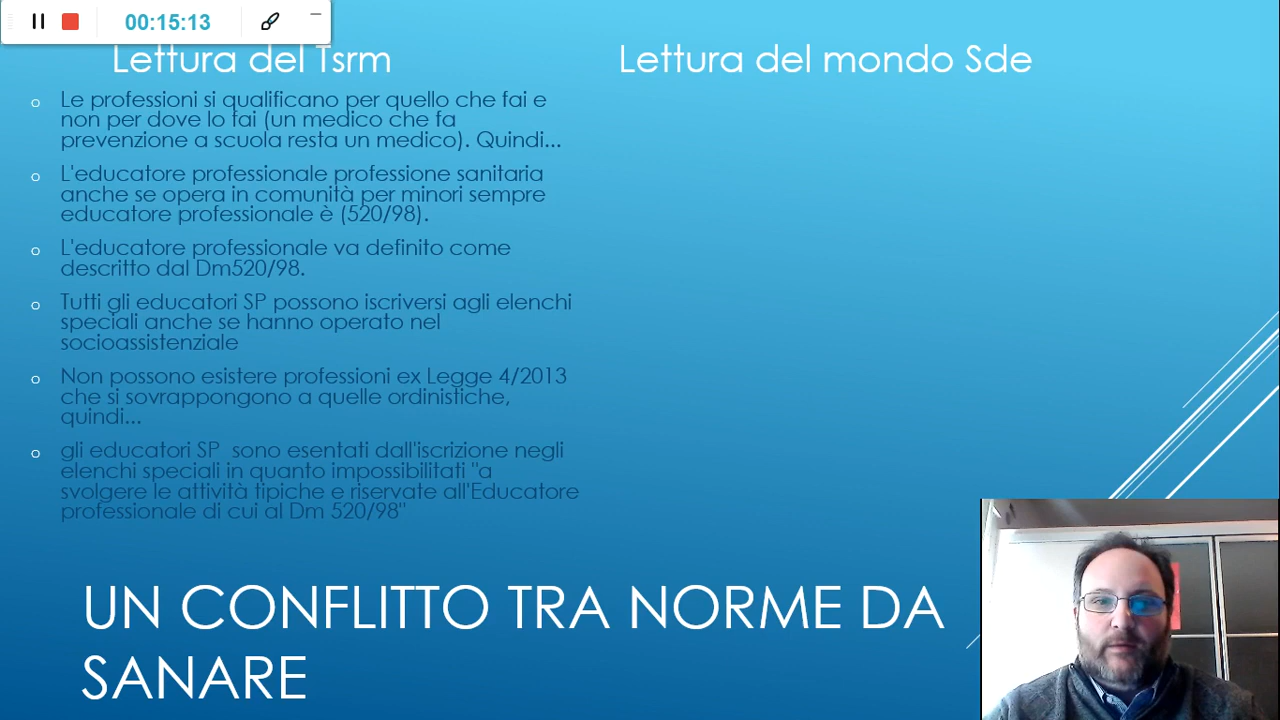 00:15:13
Lettura del Tsrm
Lettura del mondo Sde
Le professioni si qualificano per quello che fai e
non per dove lo fai (un medico che fa
prevenzione a scuola resta un medico). Quindi...
L'educatore professionale professione sanitaria
anche se opera in comunità per minori sempre
educatore professionale è (520/98).
L'educatore professionale va definito come
descritto dal Dm520/98.
Tutti gli educatori SP possono iscriversi agli elenchi
speciali anche se hanno operato nel
socioassistenziale
Non possono esistere professioni ex Legge 4/2013
che si sovrappongono a quelle ordinistiche,
quindi...
gli educatori SP sono esentati dall'iscrizione negli
elenchi speciali in quanto impossibilitati "a
svolgere le attività tipiche e riservate all'Educatore
professionale di cui al Dm 520/98"
UN CONFLITTO TRA NORME DA
SANARE